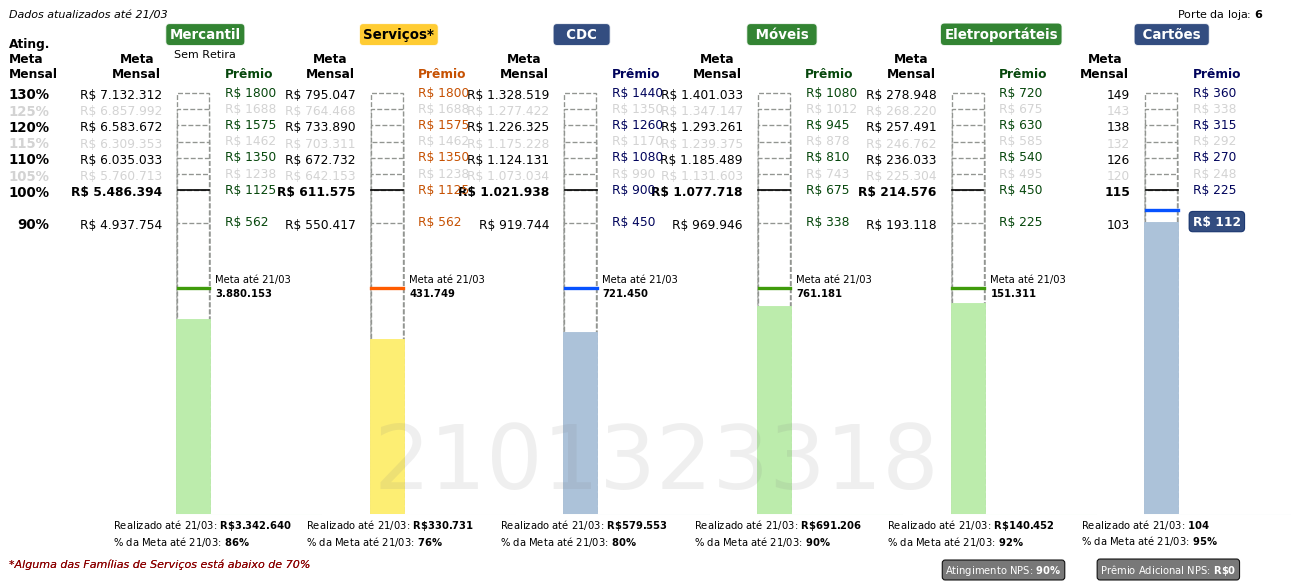 Dados atualizados até 21/03
Porte da loja: 6
Mercantil Serviços* CDC Móveis Eletroportáteis Cartões
Sem Retira
Ating. Meta Mensal
Meta Mensal Prêmio Meta Mensal Prêmio Meta Mensal Prêmio Meta Mensal Prêmio Meta Mensal Prêmio Meta Mensal Prêmio
130% R$ 7.132.312 R$ 1800 R$ 795.047 R$ 1800 R$ 1.328.519 R$ 1440 R$ 1.401.033 R$ 1080 R$ 278.948 R$ 720 149 R$ 360
125% R$ 6.857.992 R$ 1688 R$ 764.468 R$ 1688 R$ 1.277.422 R$ 1350 R$ 1.347.147 R$ 1012 R$ 268.220 R$ 675 143 R$ 338
120% R$ 6.583.672 R$ 1575 R$ 733.890 R$ 1575 R$ 1.226.325 R$ 1260 R$ 1.293.261 R$ 945 R$ 257.491 R$ 630 138 R$ 315
115% R$ 6.309.353 R$ 1462 R$ 703.311 R$ 1462 R$ 1.175.228 R$ 1170 R$ 1.239.375 R$ 878 R$ 246.762 R$ 585 132 R$ 292
110% R$ 6.035.033 R$ 1350 R$ 672.732 R$ 1350 R$ 1.124.131 R$ 1080 R$ 1.185.489 R$ 810 R$ 236.033 R$ 540 126 R$ 270
105% R$ 5.760.713 R$ 1238 R$ 642.153 R$ 1238 R$ 1.073.034 R$ 990 R$ 1.131.603 R$ 743 R$ 225.304 R$ 495 120 R$ 248
100% R$ 5.486.394 R$ 1125 R$ 611.575 R$ 1125 R$ 1.021.938 R$ 900 R$ 1.077.718 R$ 675 R$ 214.576 R$ 450 115 R$ 225
90% R$ 4.937.754 R$ 562 R$ 550.417 R$ 562 R$ 919.744 R$ 450 R$ 969.946 R$ 338 R$ 193.118 R$ 225 103 R$ 112
Meta até 21/03 Meta até 21/03 Meta até 21/03 Meta até 21/03 Meta até 21/03
3.880.153 431.749 721.450 761.181 151.311
2101323318
Realizado até 21/03: R$3.342.640 Realizado até 21/03: R$330.731 Realizado até 21/03: R$579.553 Realizado até 21/03: R$691.206 Realizado até 21/03: R$140.452 Realizado até 21/03: 104
% da Meta até 21/03: 86% % da Meta até 21/03: 76% % da Meta até 21/03: 80% % da Meta até 21/03: 90% % da Meta até 21/03: 92% % da Meta até 21/03: 95%
*Alguma das Famílias de Serviços está abaixo de 70%
Atingimento NPS: 90% Prêmio Adicional NPS: R$0